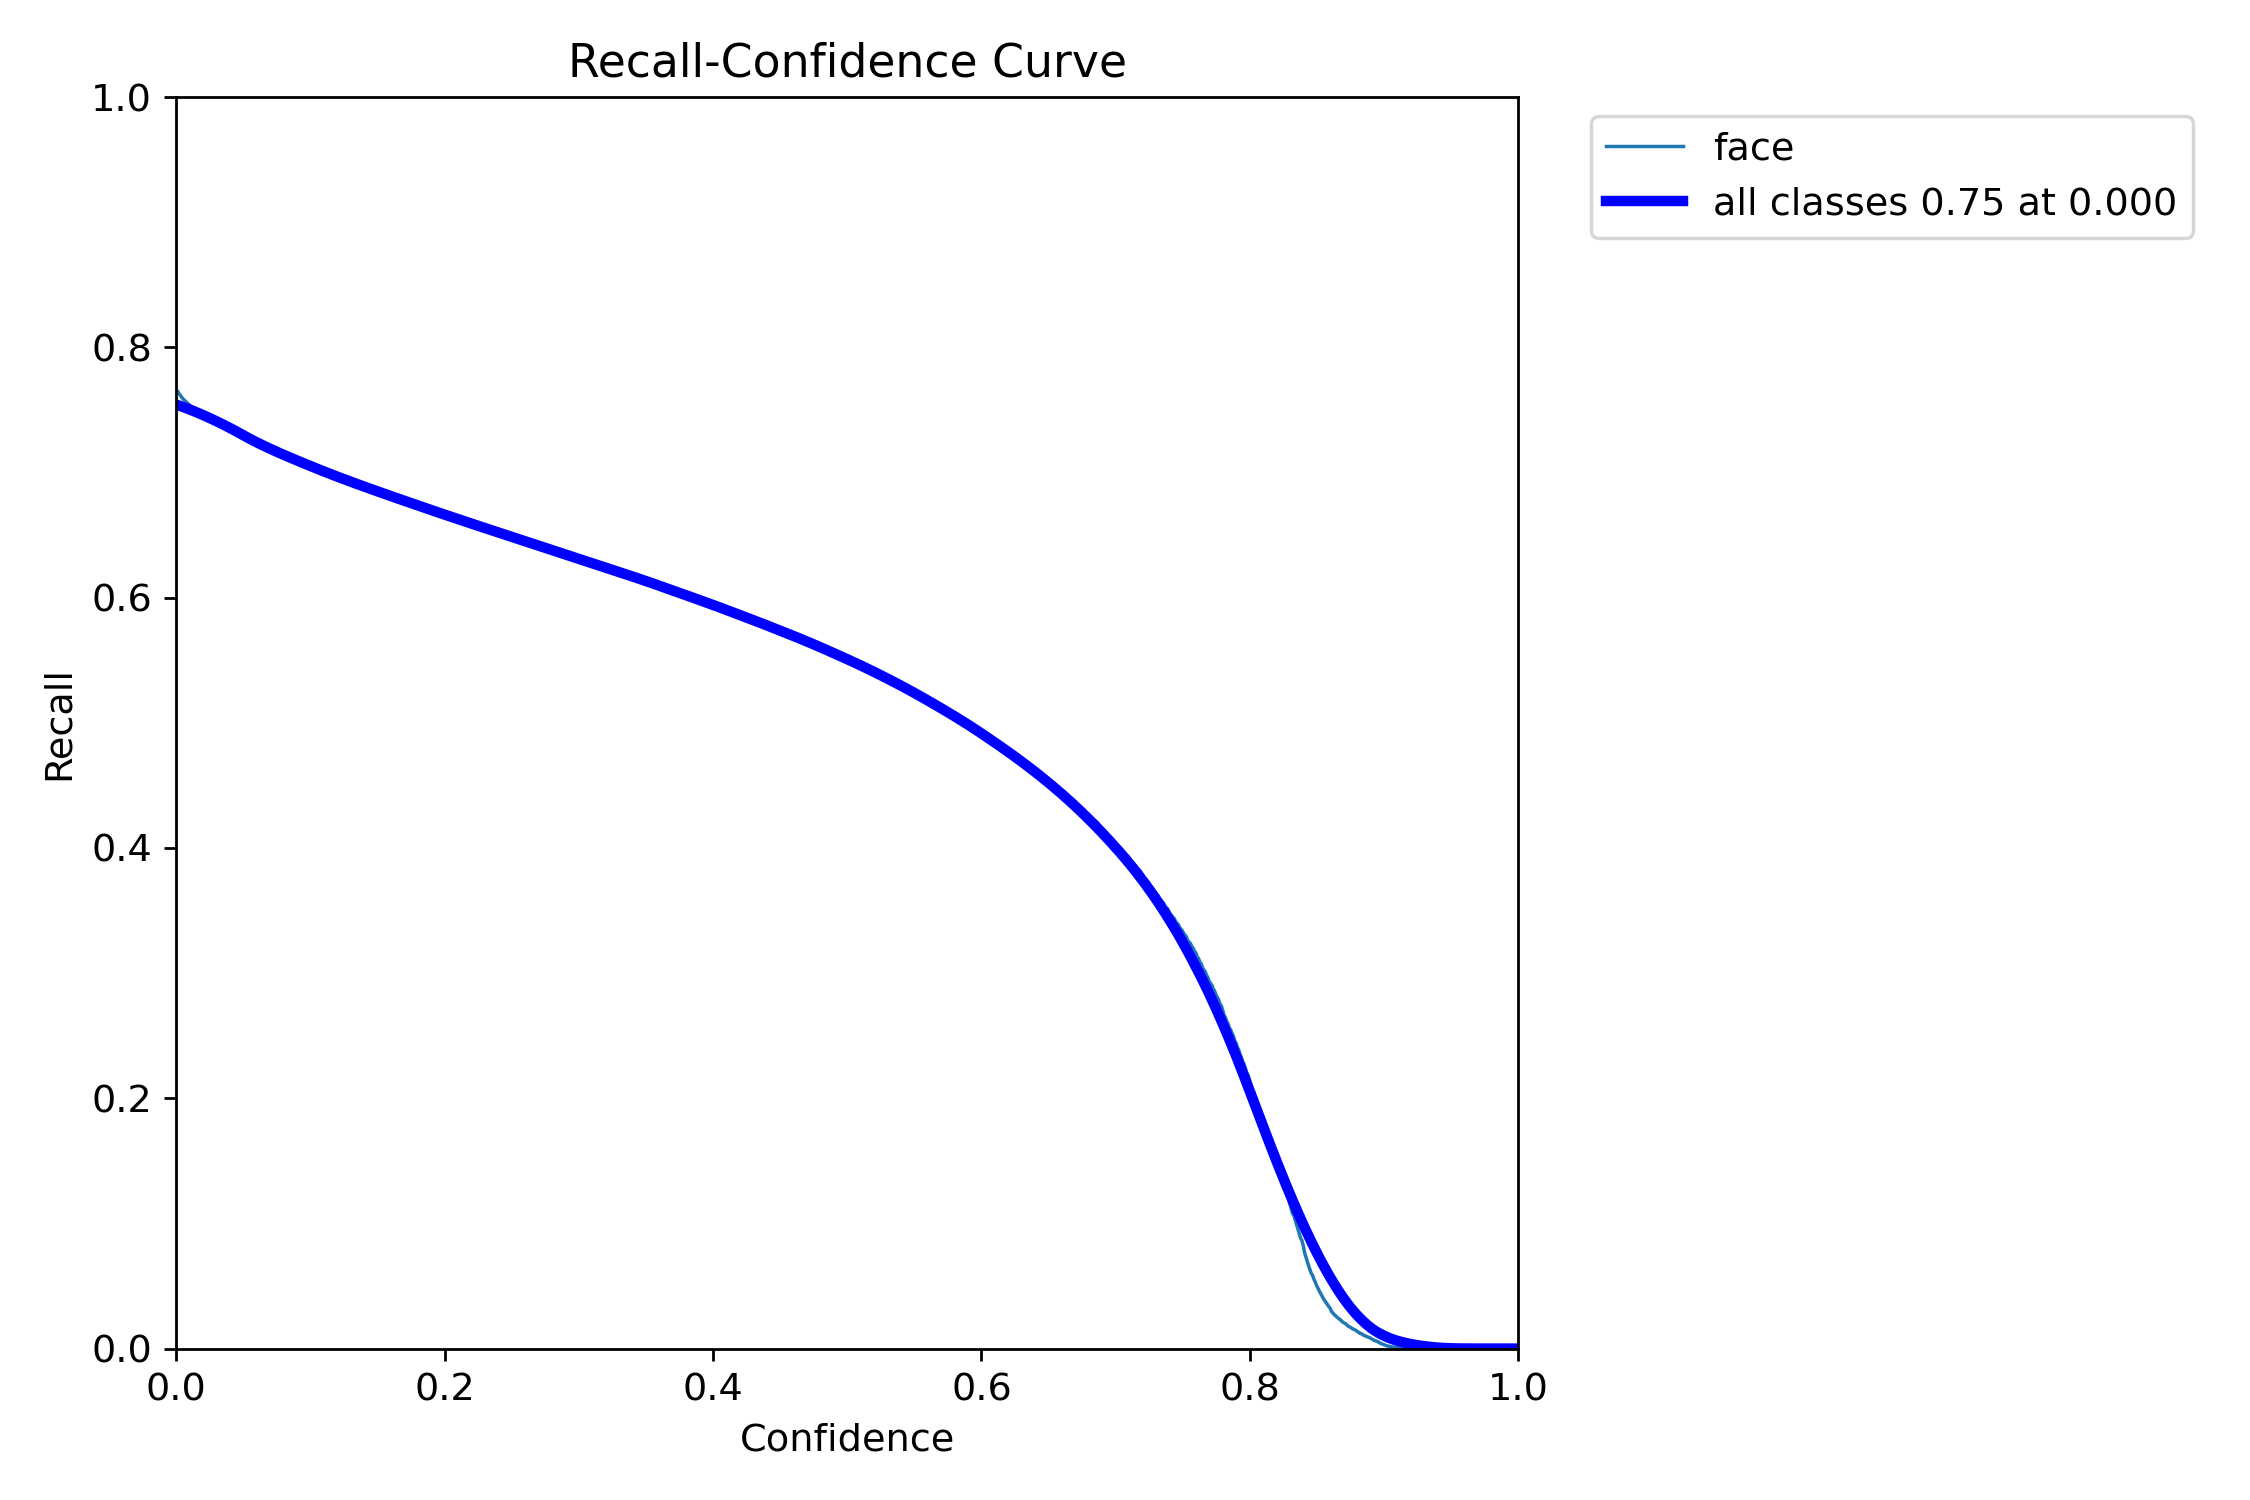 Recall-Confidence Curve
1.0
0.8
0.6
0.4
0.2
0.0
Recall
0.0 0.2 0.4 0.6 0.8 1.0
Confidence
face
all classes 0.75 at 0.000